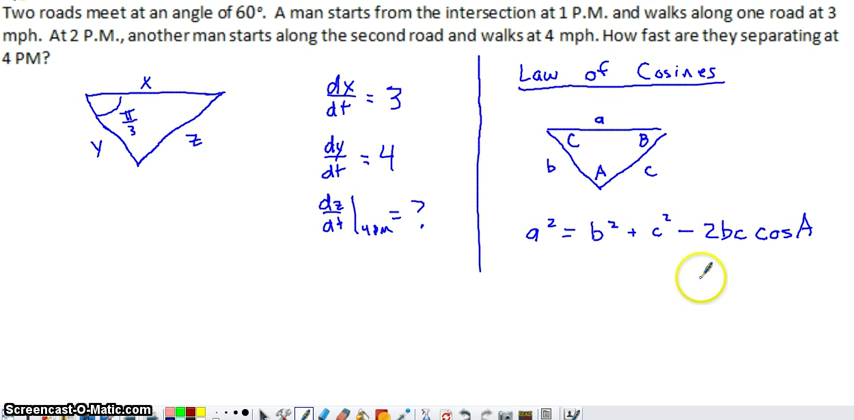 Two roads meet at an angle of 60°. A man starts from the intersection at 1 P.M. and walks along one road at 3
mph. At 2 P.M., another man starts along the second road and walks at 4 mph. How fast are they separating at
4 PM?
x
π/3
y
z
dx/dt = 3
dy/dt = 4
dz/dt |4PM = ?
Law of Cosines
a
C
B
b
A
c
a² = b² + c² - 2bc cosA
Screencast-O-Matic.com